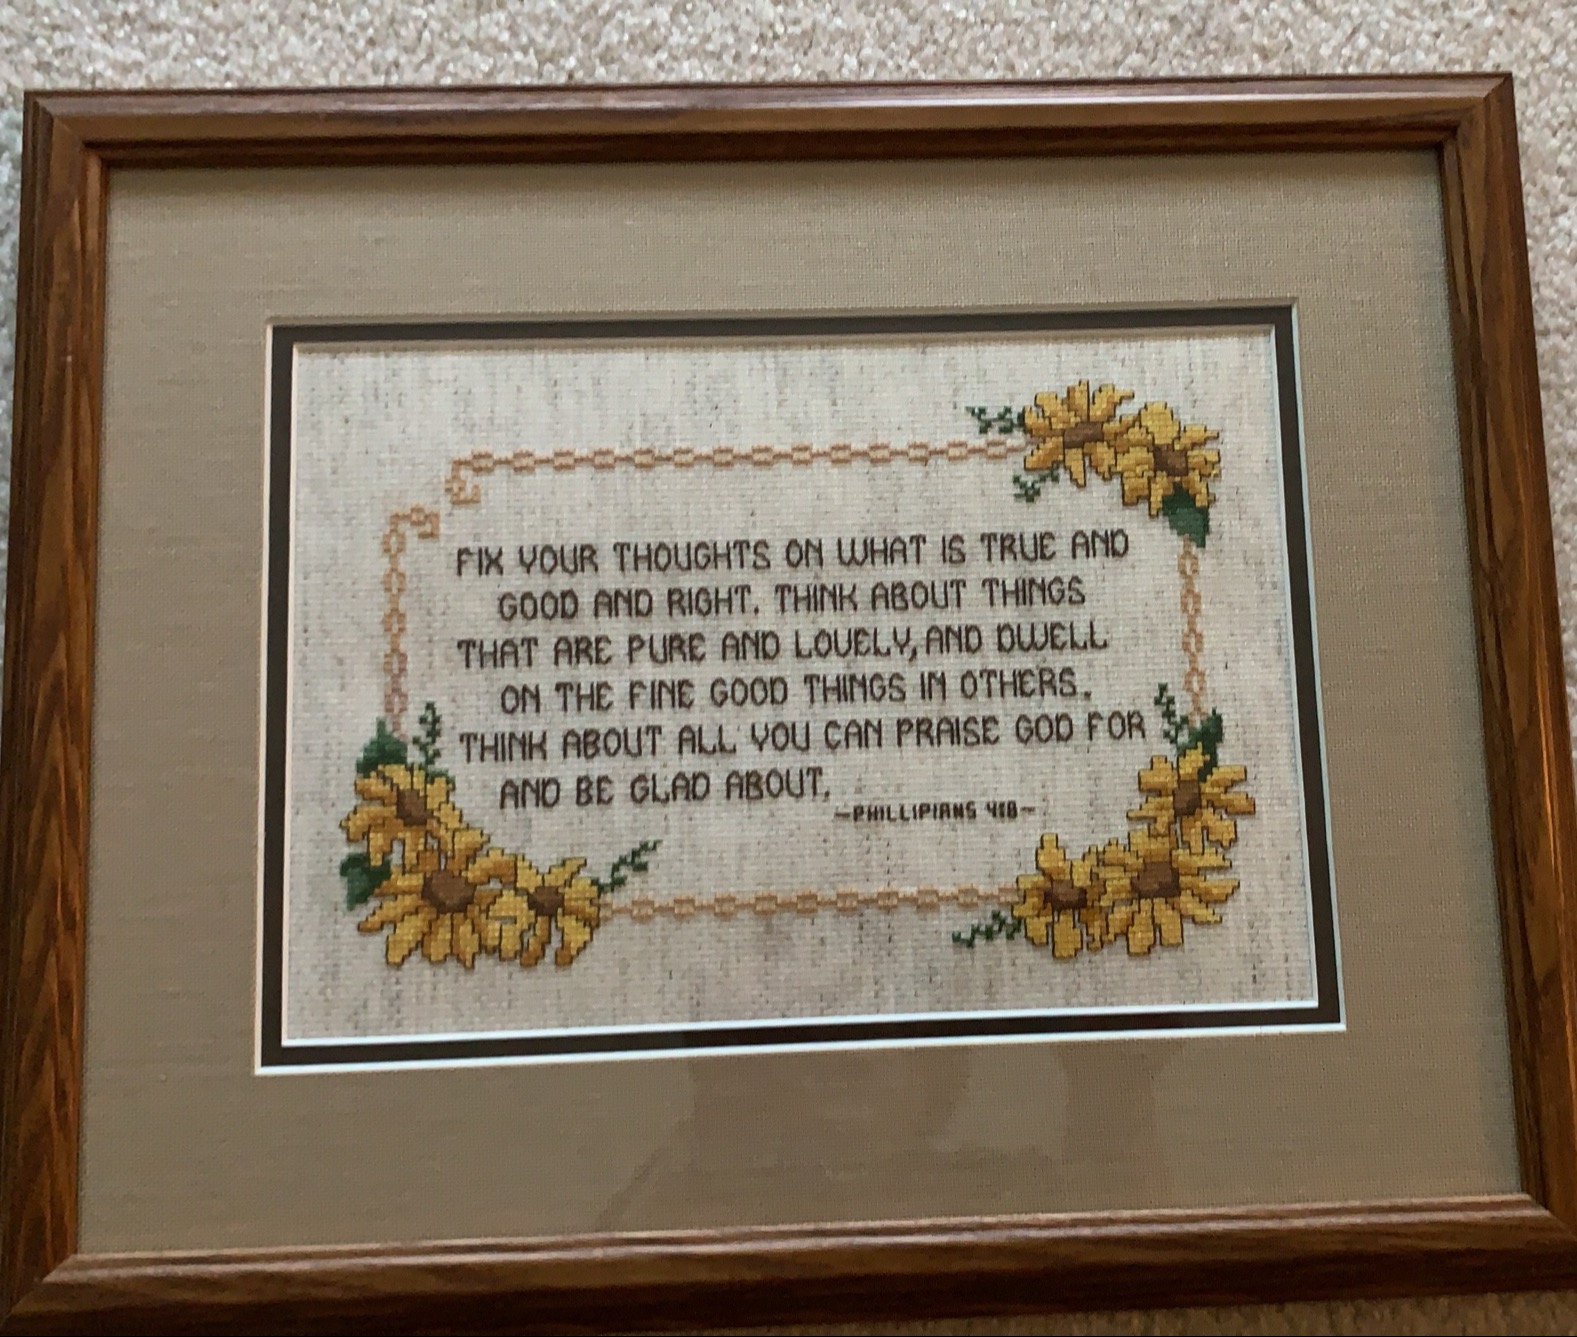 FIX YOUR THOUGHTS ON WHAT IS TRUE AND
GOOD AND RIGHT. THINK ABOUT THINGS
THAT ARE PURE AND LOVELY, AND DWELL
ON THE FINE GOOD THINGS IN OTHERS.
THINK ABOUT ALL YOU CAN PRAISE GOD FOR
AND BE GLAD ABOUT.
~PHILLIPIANS 4:8~